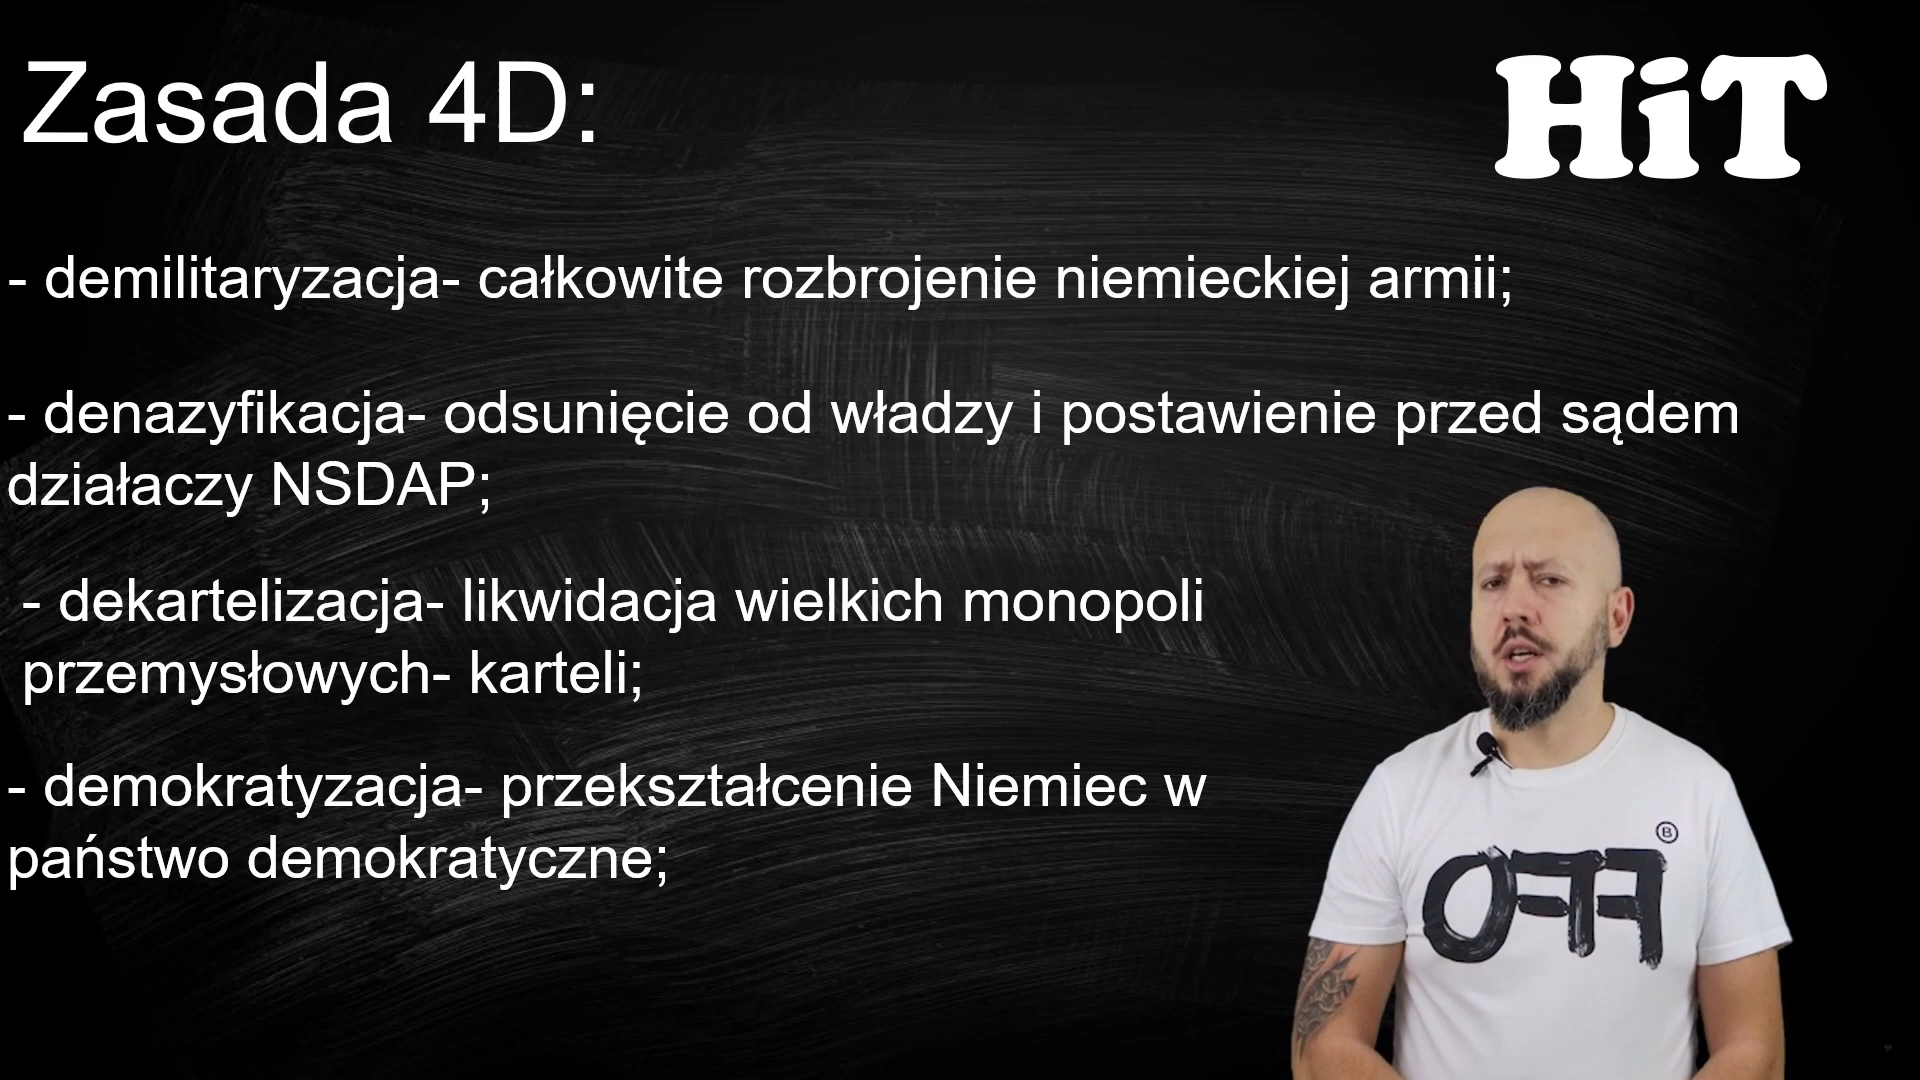 Zasada 4D:
HiT
- demilitaryzacja- całkowite rozbrojenie niemieckiej armii;
- denazyfikacja- odsunięcie od władzy i postawienie przed sądem
działaczy NSDAP;
- dekartelizacja- likwidacja wielkich monopoli
przemysłowych- karteli;
- demokratyzacja- przekształcenie Niemiec w
państwo demokratyczne;
B
OFF